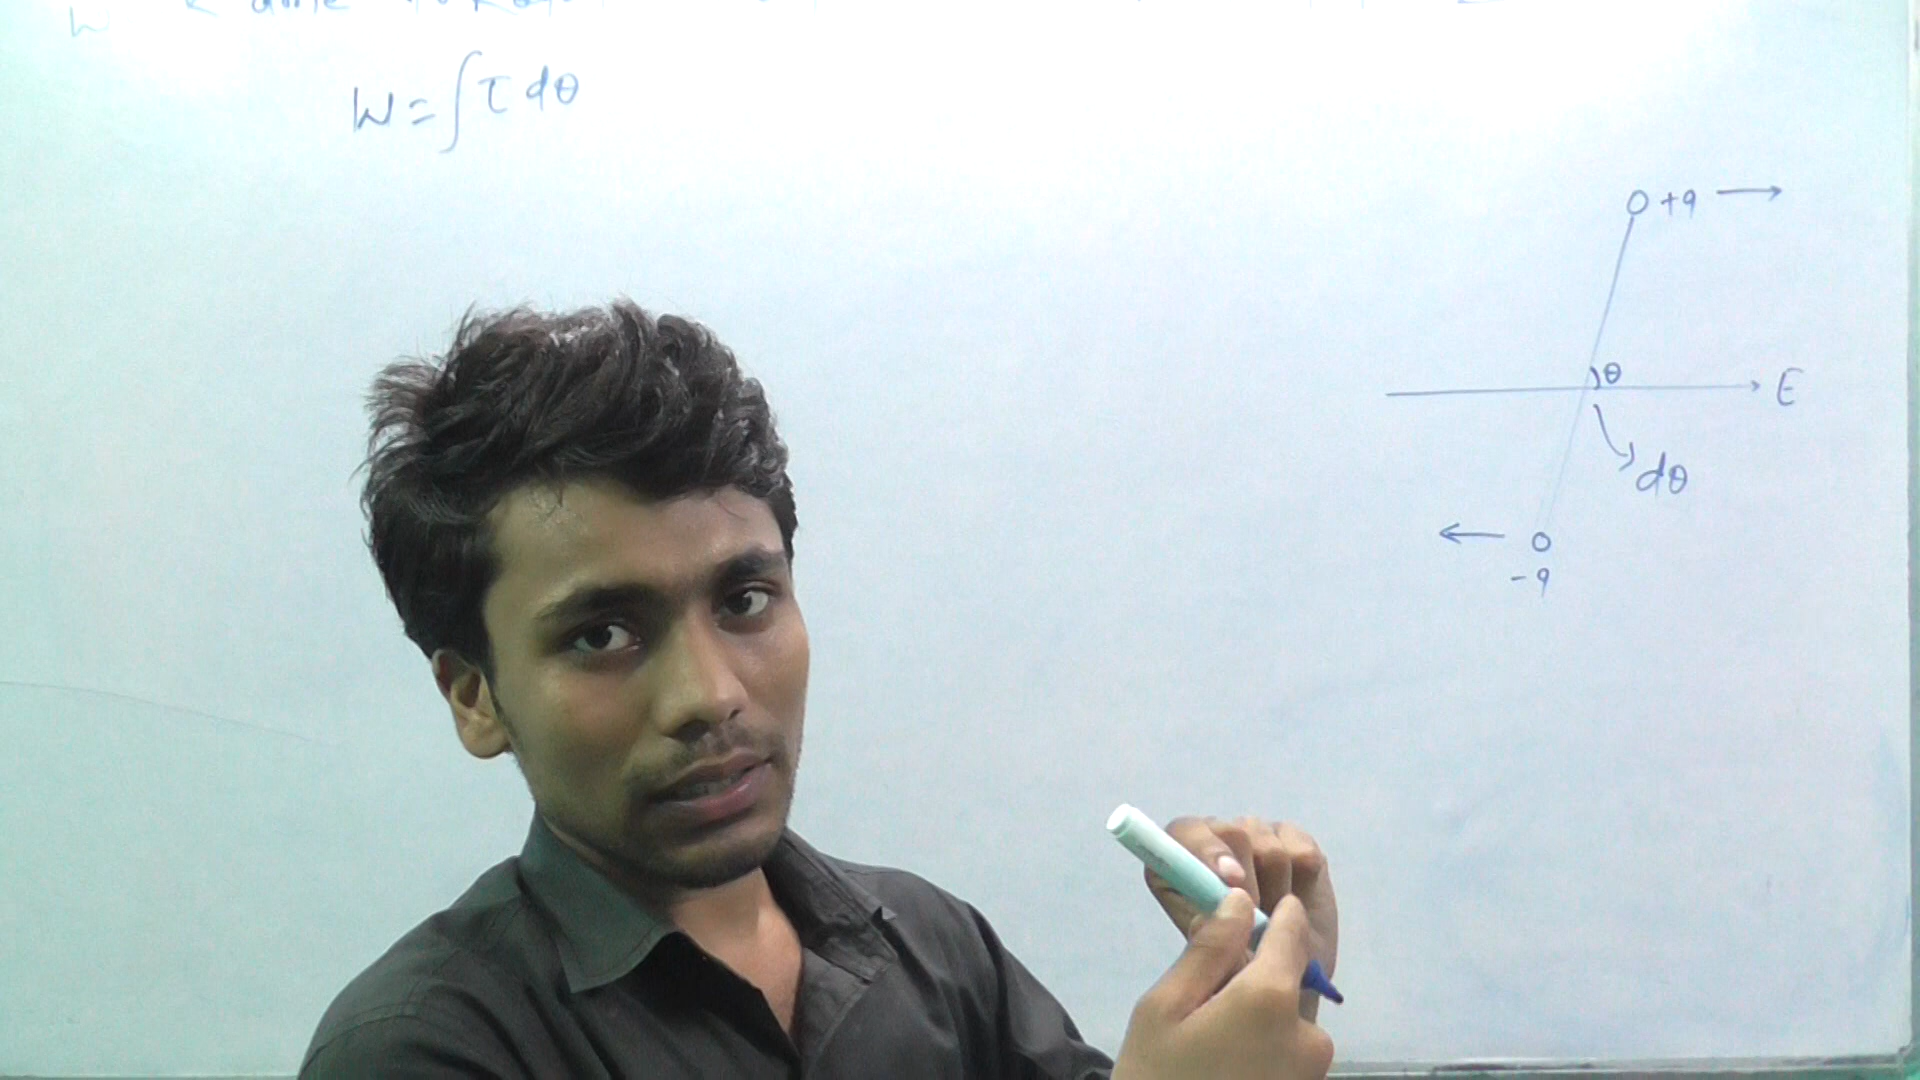 W = ∫ τ dθ
+q
θ
E
dθ
-q